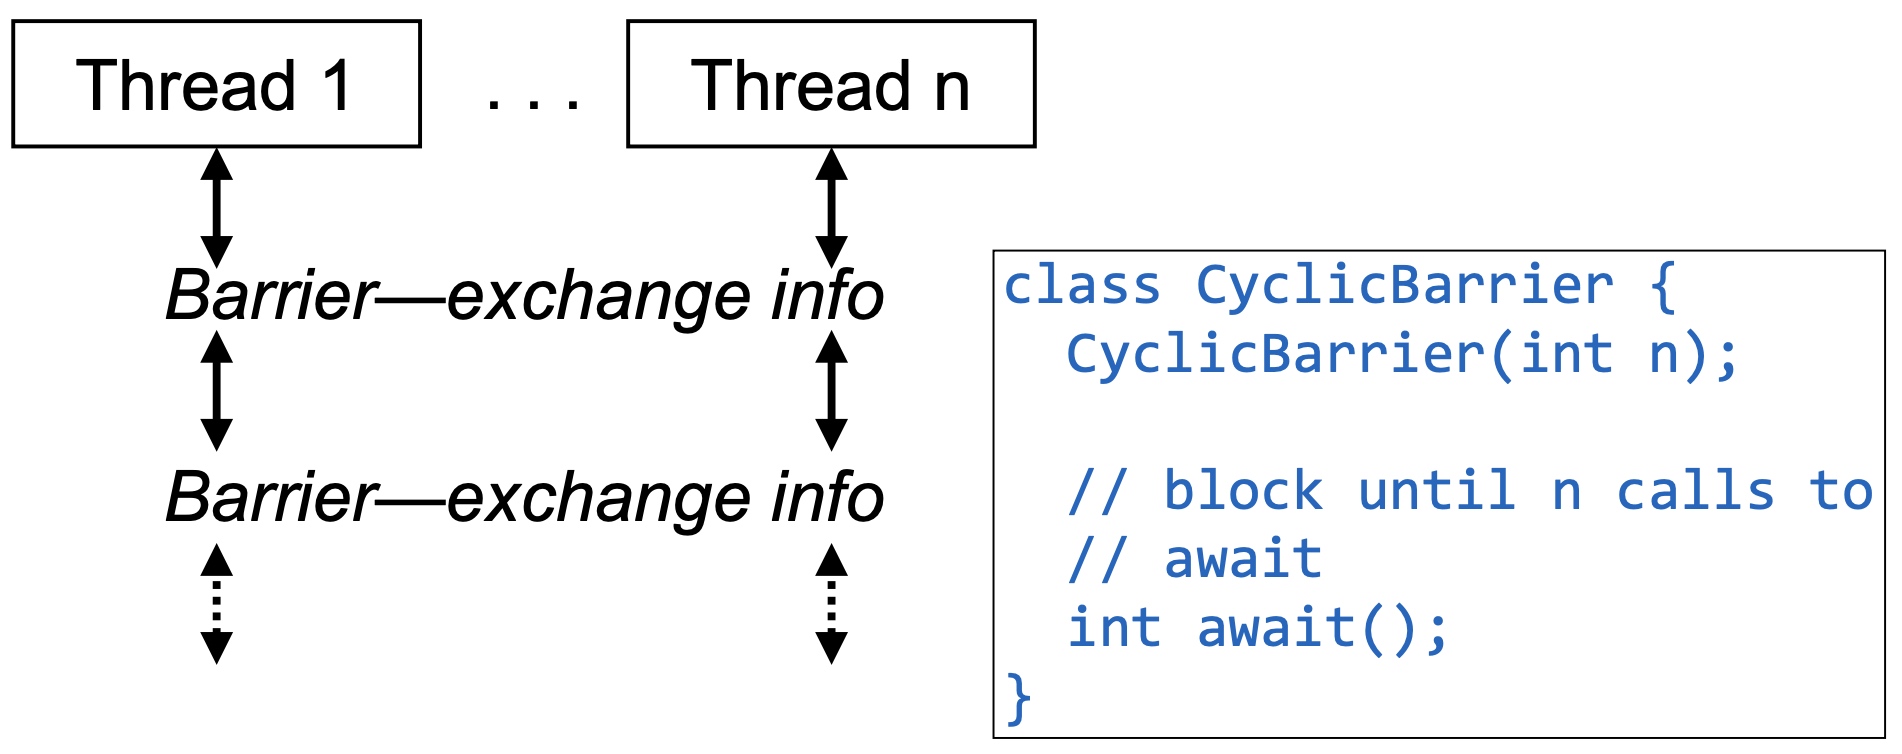 Thread 1 . . . Thread n
Barrier—exchange info
Barrier—exchange info
class CyclicBarrier {
  CyclicBarrier(int n);

  // block until n calls to
  // await
  int await();
}